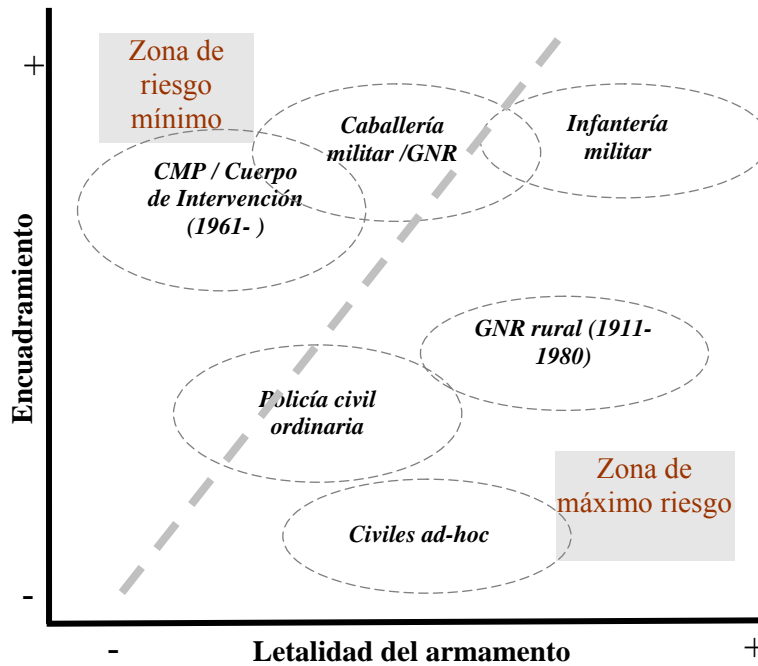 Zona de
riesgo
mínimo
+
Caballería
militar /GNR
Infantería
militar
CMP / Cuerpo
de Intervención
(1961- )
Encuadramiento
GNR rural (1911-
1980)
Policía civil
ordinaria
Zona de
máximo riesgo
Civiles ad-hoc
-
-
Letalidad del armamento
+